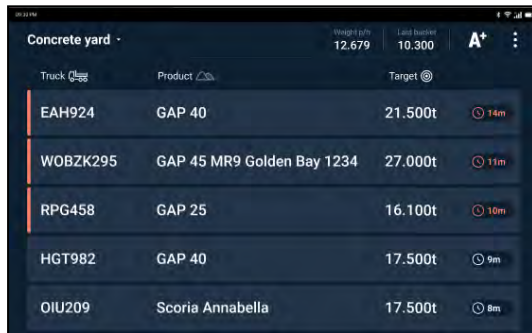 Concrete yard
Weight p/h
12.679
Last bucket
10.300
A+
Truck
Product
Target
EAH924
GAP 40
21.500t
14m
WOBZK295
GAP 45 MR9 Golden Bay 1234
27.000t
11m
RPG458
GAP 25
16.100t
10m
HGT982
GAP 40
17.500t
9m
OIU209
Scoria Annabella
17.500t
8m